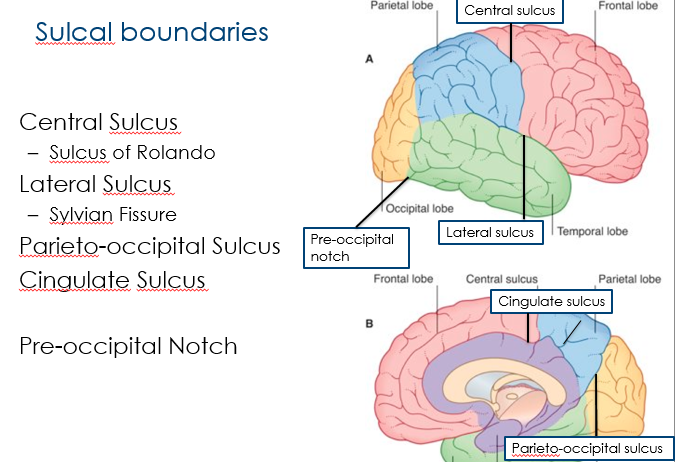 Sulcal boundaries
Central Sulcus
– Sulcus of Rolando
Lateral Sulcus
– Sylvian Fissure
Parieto-occipital Sulcus
Cingulate Sulcus
Pre-occipital Notch
Parietal lobe
Central sulcus
Frontal lobe
A
Occipital lobe
Pre-occipital
notch
Lateral sulcus
Temporal lobe
Frontal lobe
Central sulcus
Parietal lobe
Cingulate sulcus
B
Parieto-occipital sulcus